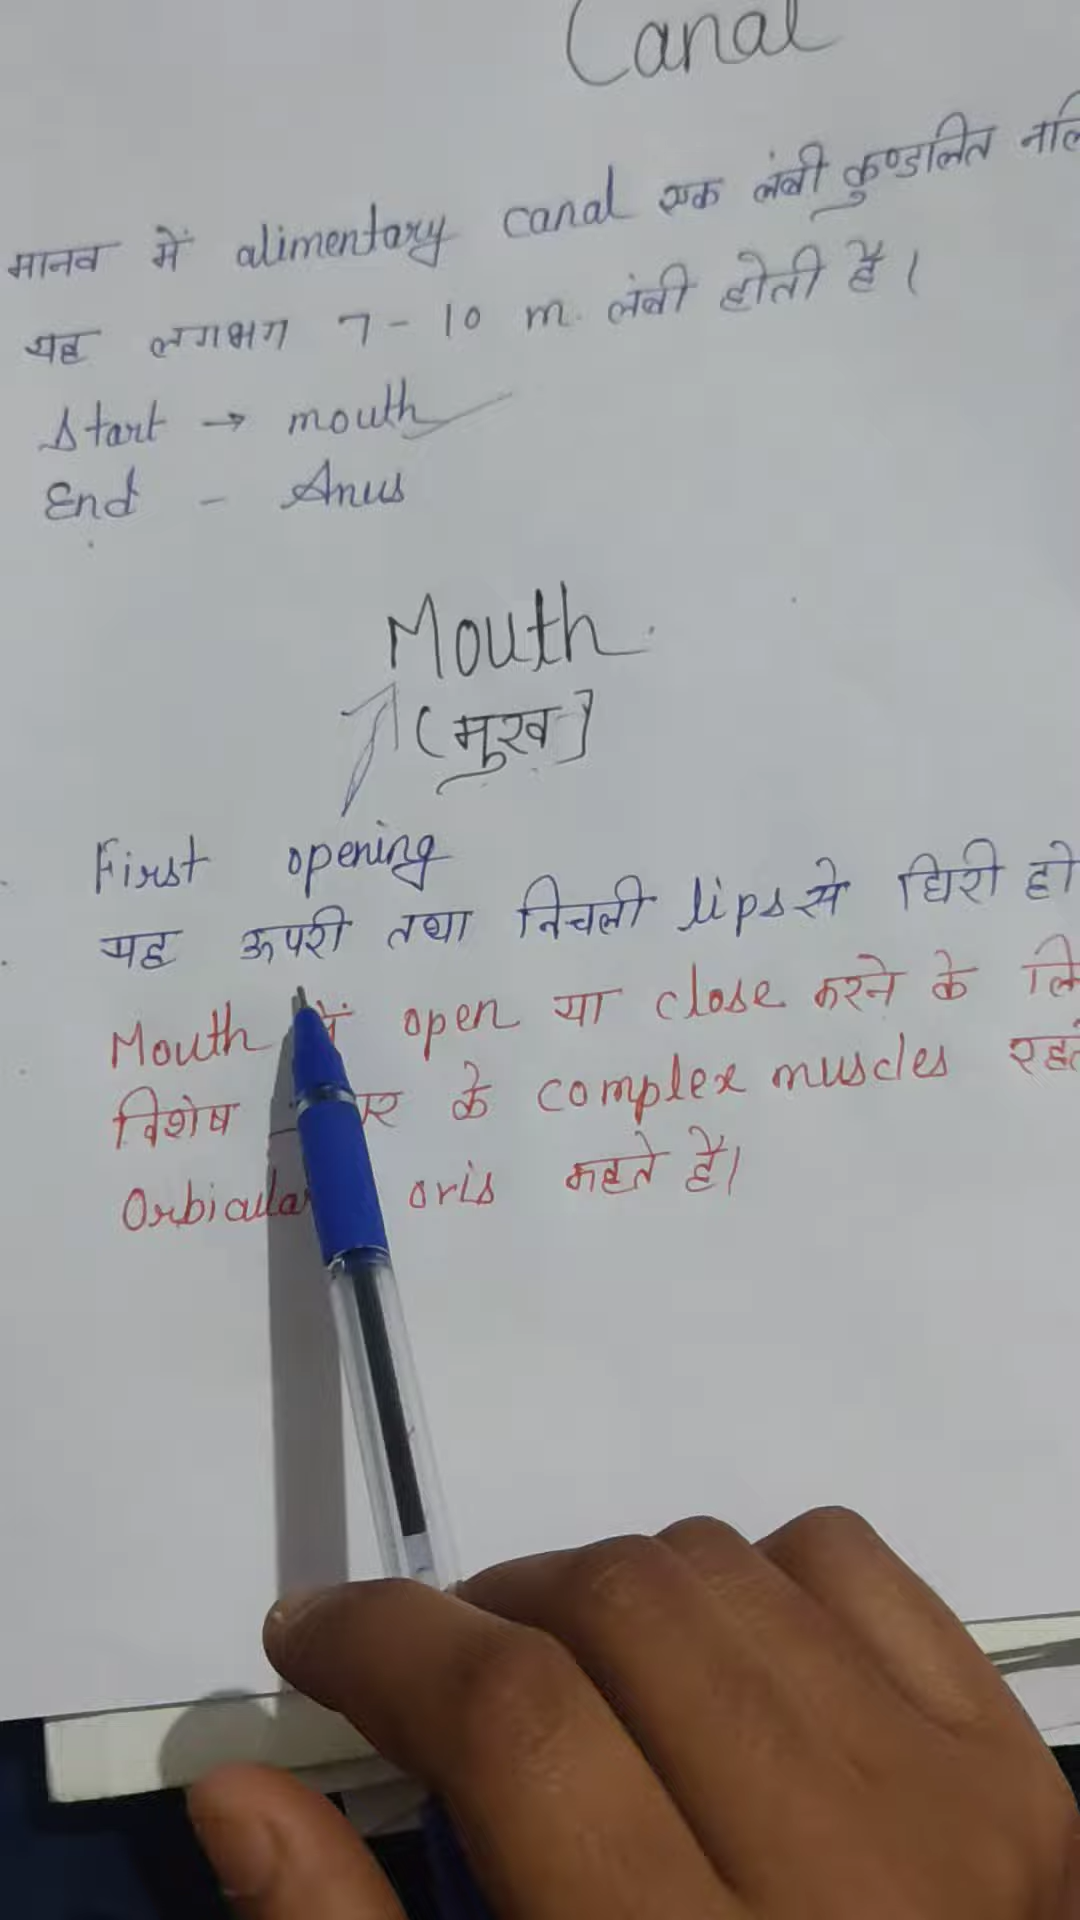 Canal
मानव में alimentary canal एक लंबी कुण्डलित
यह लगभग 7-10 m. लंबी होती है।
Start → mouth
End - Anus
Mouth
(मुख)
First opening
यह ऊपरी तथा निचली lips से घिरी
Mouth में open या close करने के
विशेष के complex muscles
oris कहते हैं।